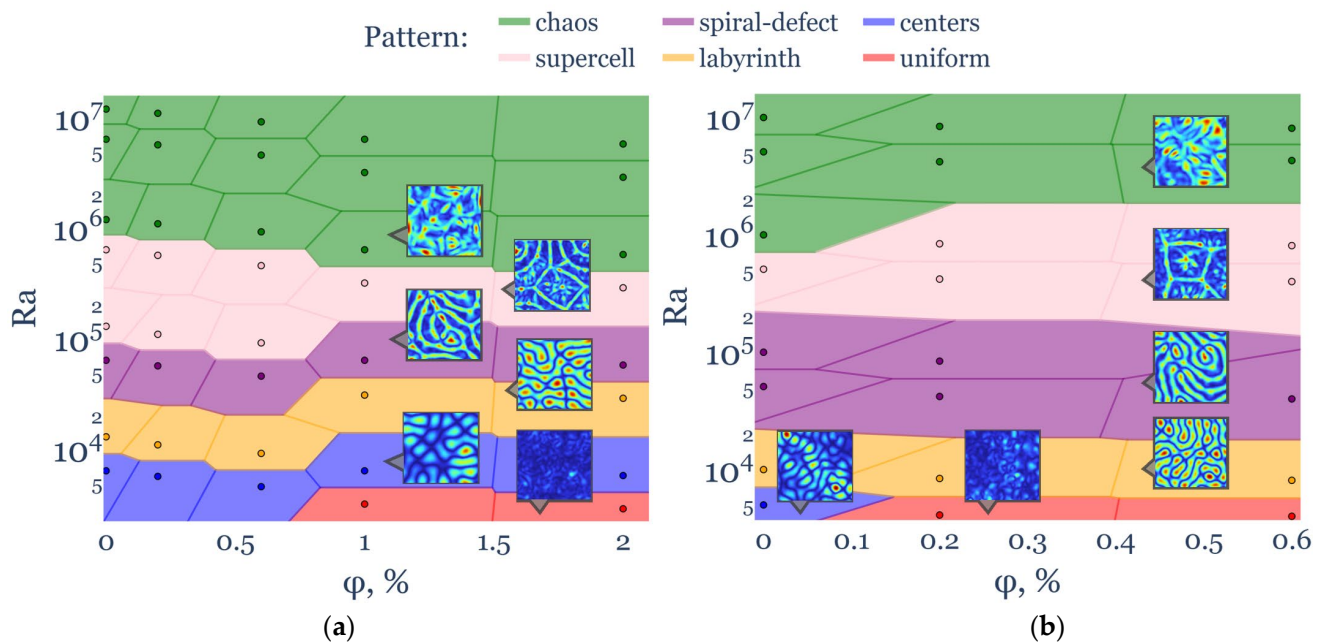 Pattern:
chaos
spiral-defect
centers
supercell
labyrinth
uniform
10⁷
5
2
10⁶
5
2
10⁵
5
2
10⁴
5
Ra
0
0.5
1
1.5
2
φ, %
(a)
10⁷
5
2
10⁶
5
2
10⁵
5
2
10⁴
5
Ra
0
0.1
0.2
0.3
0.4
0.5
0.6
φ, %
(b)